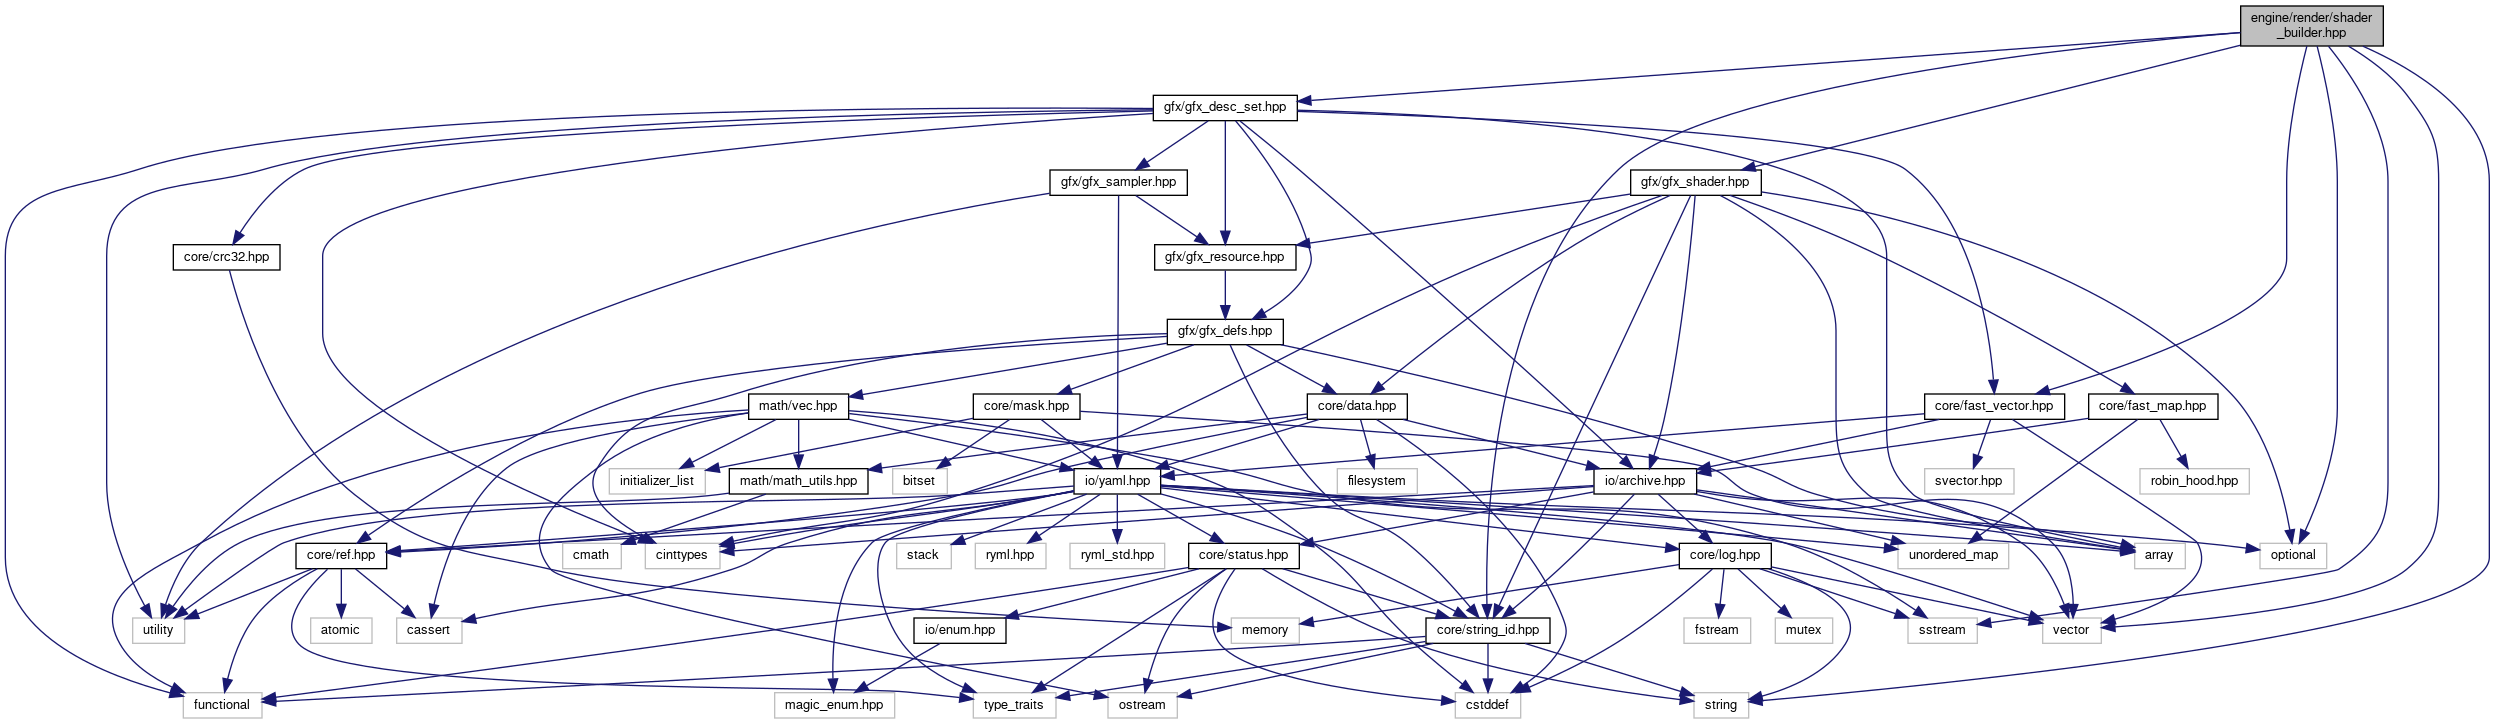 engine/render/shader
_builder.hpp
gfx/gfx_desc_set.hpp
gfx/gfx_sampler.hpp
gfx/gfx_shader.hpp
core/crc32.hpp
gfx/gfx_resource.hpp
gfx/gfx_defs.hpp
math/vec.hpp
core/mask.hpp
core/data.hpp
core/fast_vector.hpp
core/fast_map.hpp
initializer_list
math/math_utils.hpp
bitset
io/yaml.hpp
filesystem
io/archive.hpp
svector.hpp
robin_hood.hpp
core/ref.hpp
cmath
cinttypes
stack
ryml.hpp
ryml_std.hpp
core/status.hpp
core/log.hpp
unordered_map
array
optional
utility
atomic
cassert
io/enum.hpp
memory
core/string_id.hpp
fstream
mutex
sstream
vector
functional
magic_enum.hpp
type_traits
ostream
cstddef
string